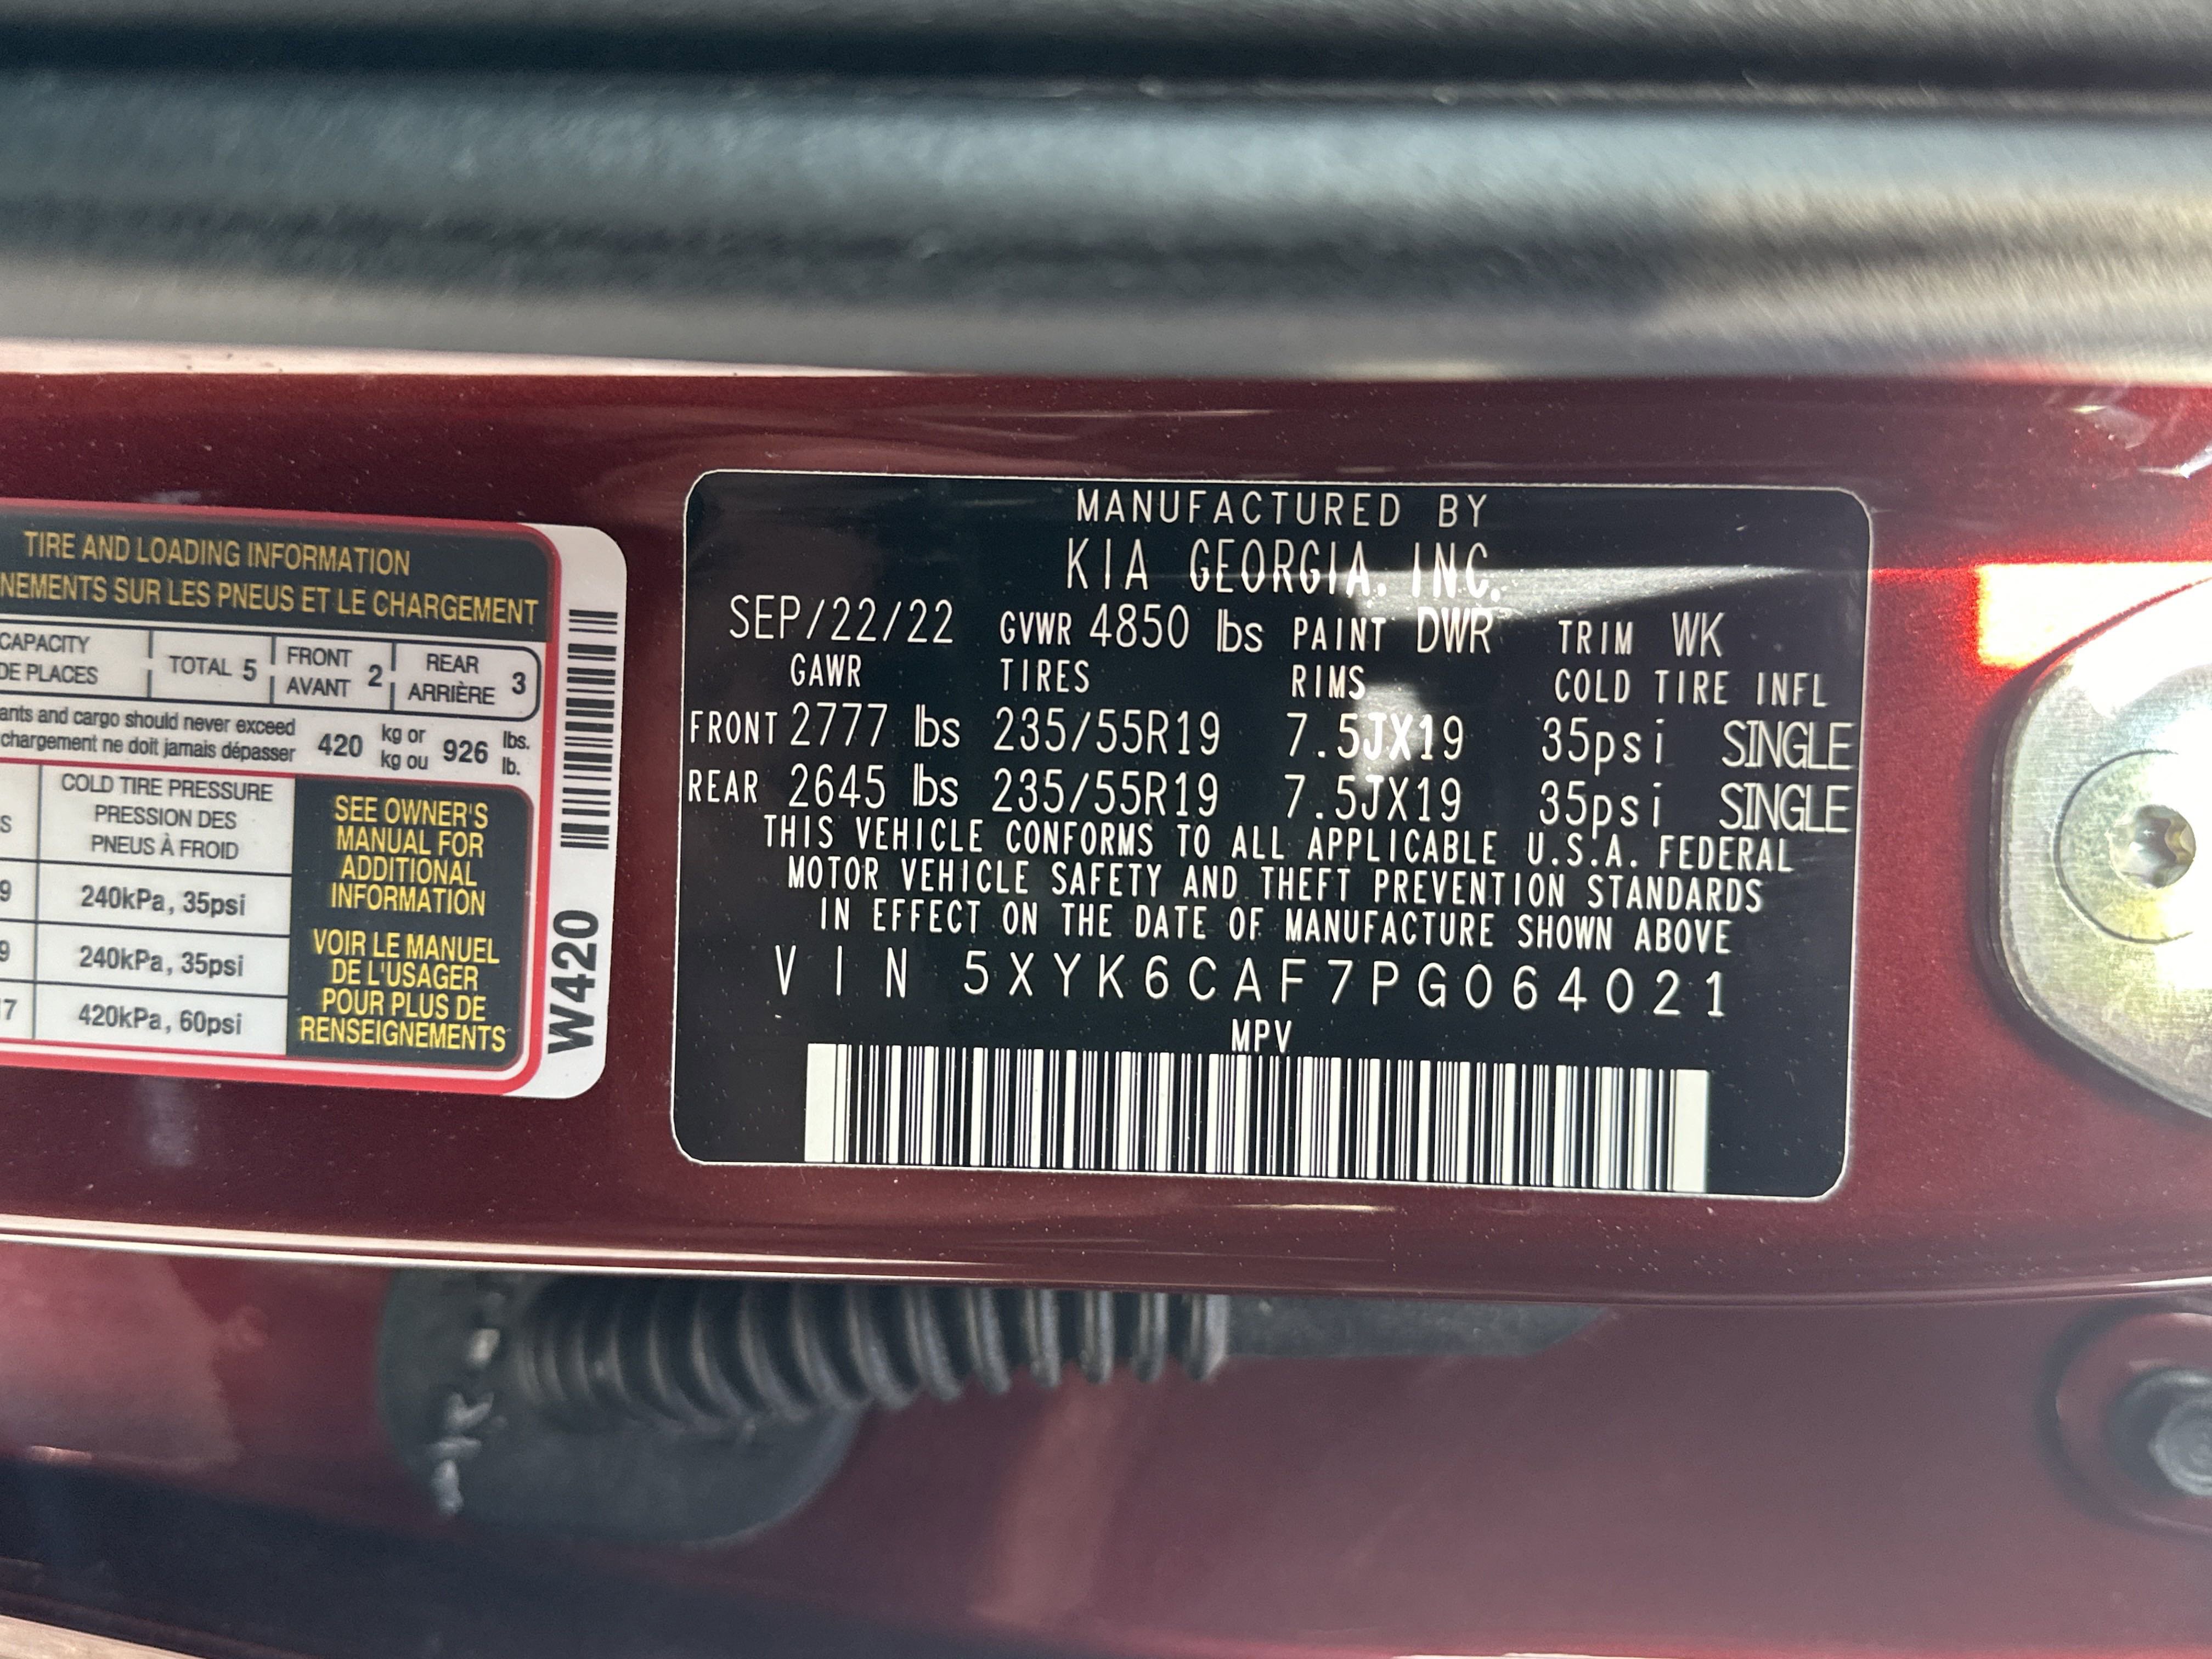 TIRE AND LOADING INFORMATION
NEMENTS SUR LES PNEUS ET LE CHARGEMENT
CAPACITY TOTAL 5 FRONT 2 REAR 3
DE PLACES AVANT ARRIÈRE
ants and cargo should never exceed 420 kg or 926 lbs.
chargement ne doit jamais dépasser kg ou lb.
COLD TIRE PRESSURE
PRESSION DES
PNEUS À FROID
S
9 240kPa, 35psi
9 240kPa, 35psi
7 420kPa, 60psi
SEE OWNER'S
MANUAL FOR
ADDITIONAL
INFORMATION
VOIR LE MANUEL
DE L'USAGER
POUR PLUS DE
RENSEIGNEMENTS
W420
MANUFACTURED BY
KIA GEORGIA, INC.
SEP/22/22 GVWR 4850 lbs PAINT DWR TRIM WK
GAWR TIRES RIMS COLD TIRE INFL
FRONT 2777 lbs 235/55R19 7.5JX19 35psi SINGLE
REAR 2645 lbs 235/55R19 7.5JX19 35psi SINGLE
THIS VEHICLE CONFORMS TO ALL APPLICABLE U.S.A. FEDERAL
MOTOR VEHICLE SAFETY AND THEFT PREVENTION STANDARDS
IN EFFECT ON THE DATE OF MANUFACTURE SHOWN ABOVE
VIN 5XYK6CAF7PG064021
MPV